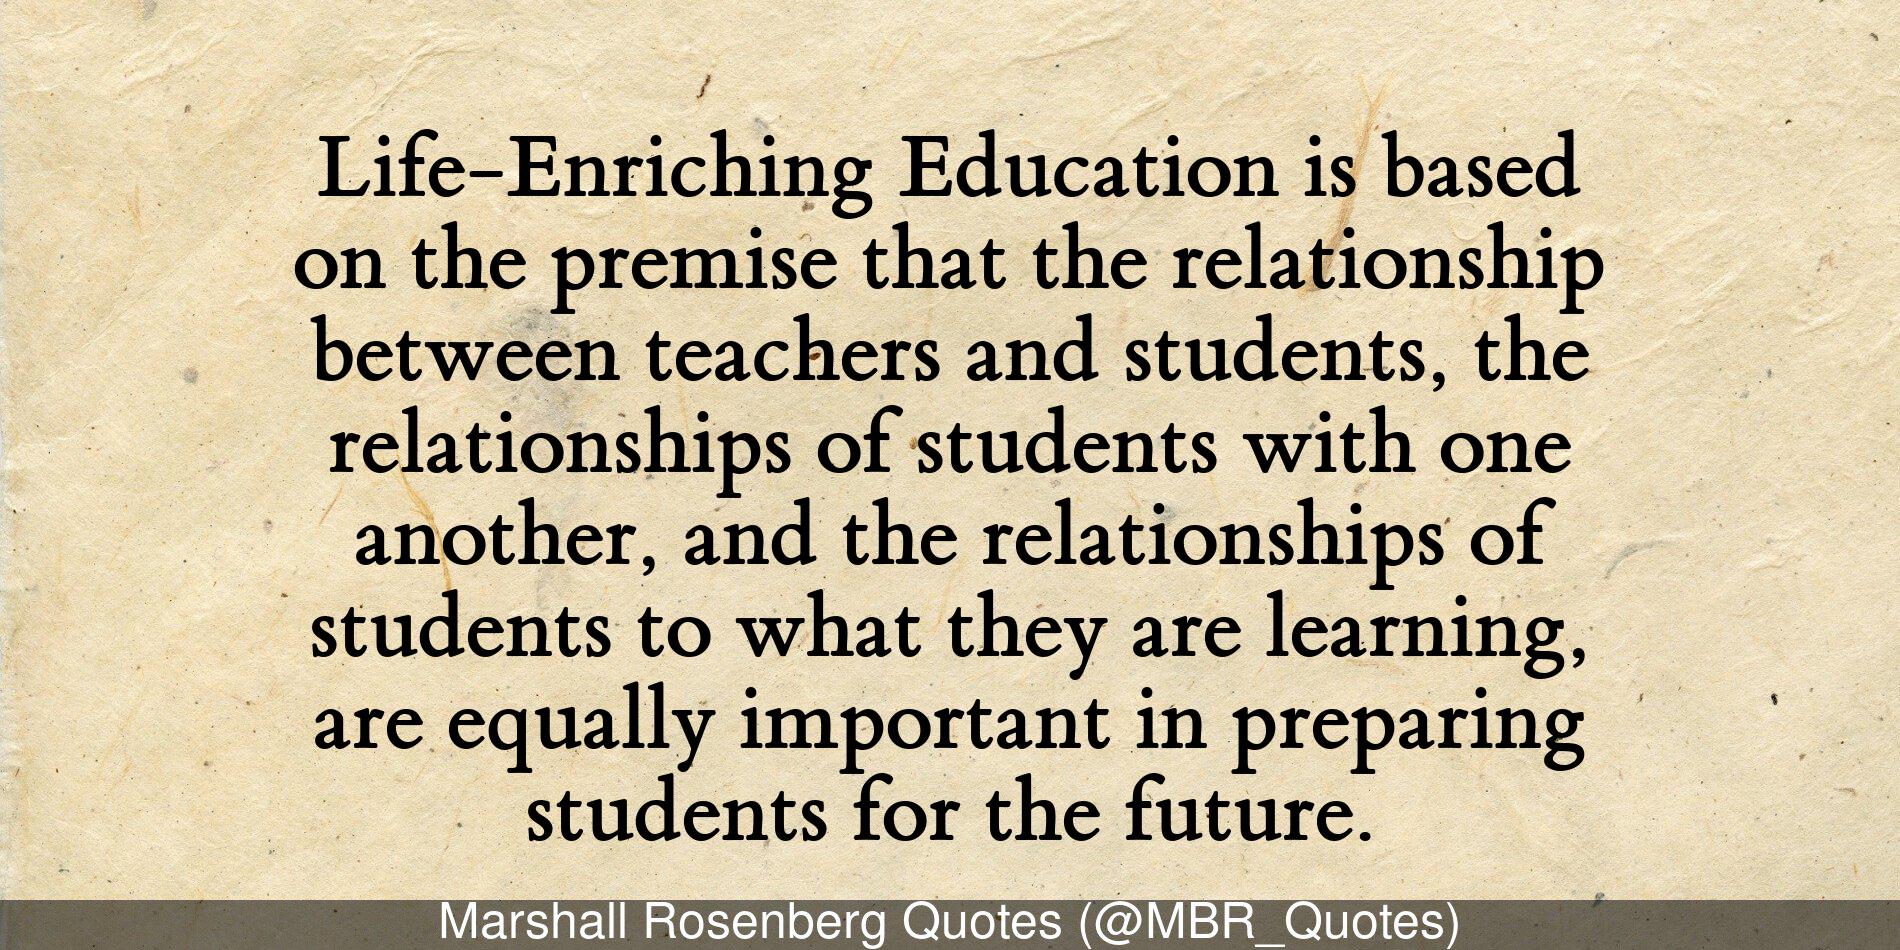 Life-Enriching Education is based
on the premise that the relationship
between teachers and students, the
relationships of students with one
another, and the relationships of
students to what they are learning,
are equally important in preparing
students for the future.
Marshall Rosenberg Quotes (@MBR_Quotes)